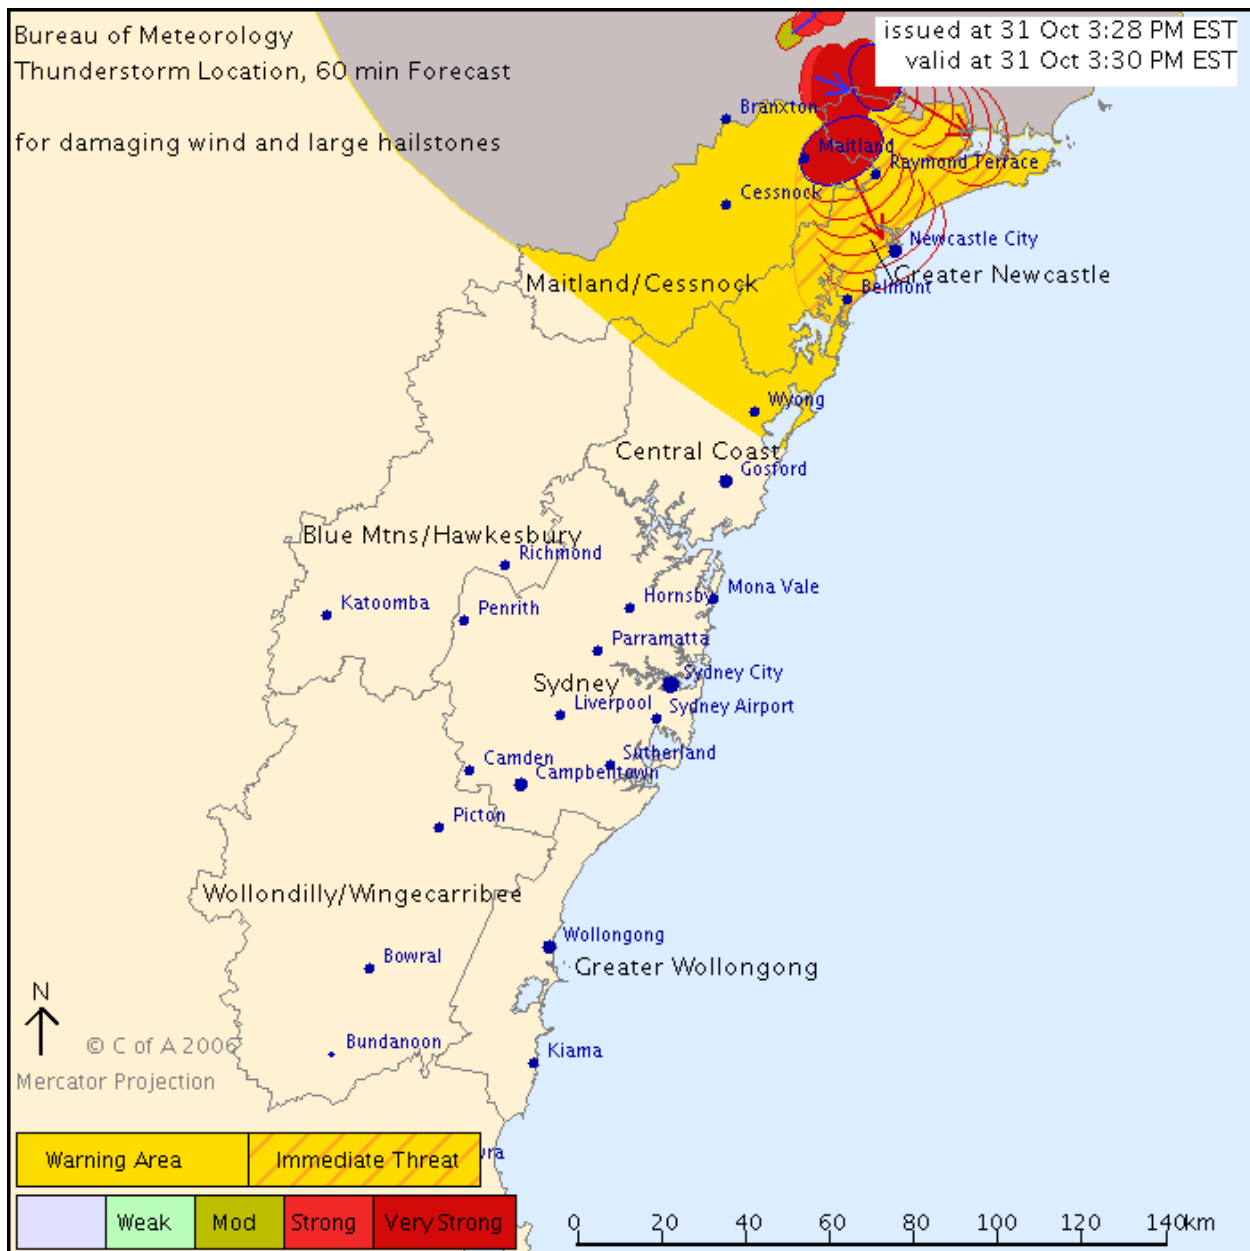 Bureau of Meteorology
Thunderstorm Location, 60 min Forecast
for damaging wind and large hailstones
issued at 31 Oct 3:28 PM EST
valid at 31 Oct 3:30 PM EST
Branxton
Maitland
Raymond Terrace
Cessnock
Newcastle City
Greater Newcastle
Maitland/Cessnock
Belmont
Wyong
Central Coast
Gosford
Blue Mtns/Hawkesbury
Richmond
Mona Vale
Katoomba
Penrith
Hornsby
Parramatta
Sydney City
Sydney
Liverpool
Sydney Airport
Sutherland
Camden
Campbelltown
Picton
Wollondilly/Wingecarribee
Wollongong
Bowral
Greater Wollongong
N
© C of A 2006
Bundanoon
Kiama
Mercator Projection
Warning Area
Immediate Threat
Weak
Mod
Strong
Very Strong
0 20 40 60 80 100 120 140km